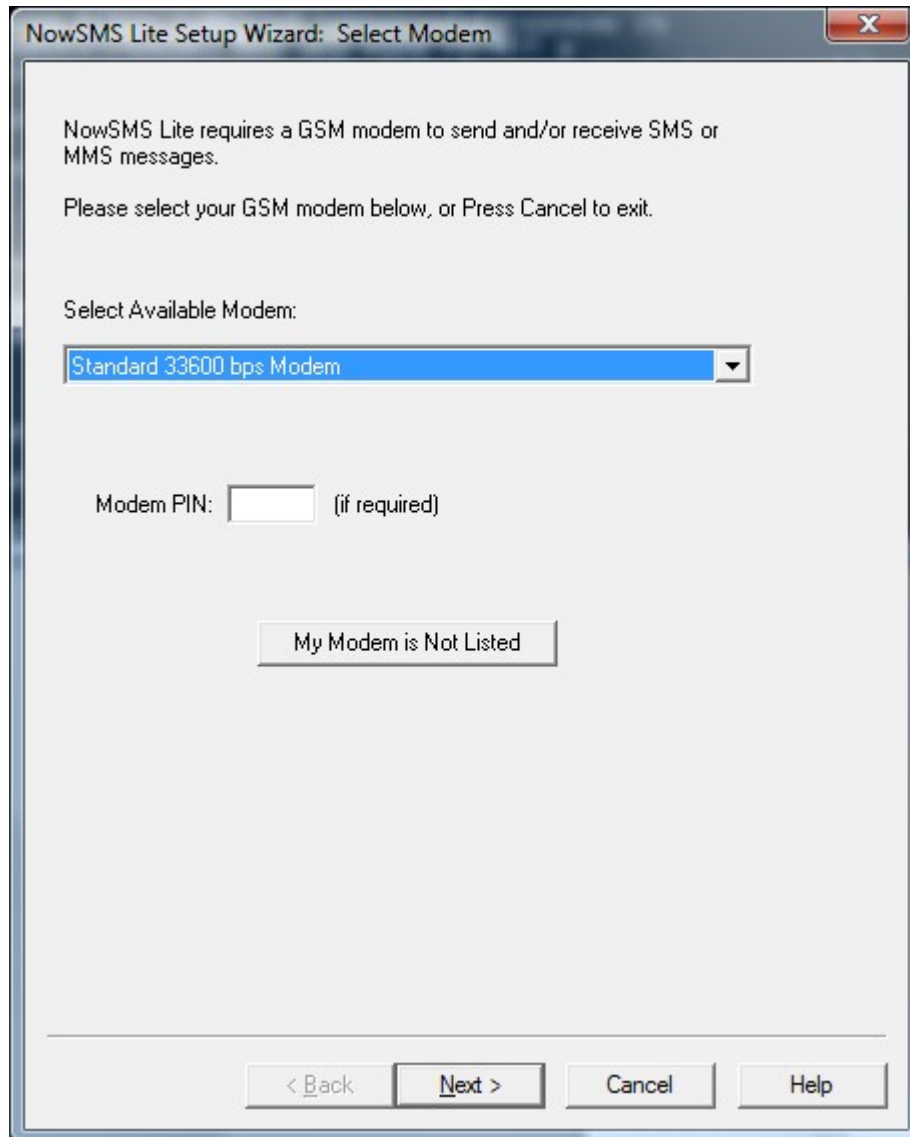 NowSMS Lite Setup Wizard:  Select Modem
NowSMS Lite requires a GSM modem to send and/or receive SMS or
MMS messages.
Please select your GSM modem below, or Press Cancel to exit.
Select Available Modem:
Standard 33600 bps Modem
Modem PIN: (if required)
My Modem is Not Listed
< Back Next > Cancel Help